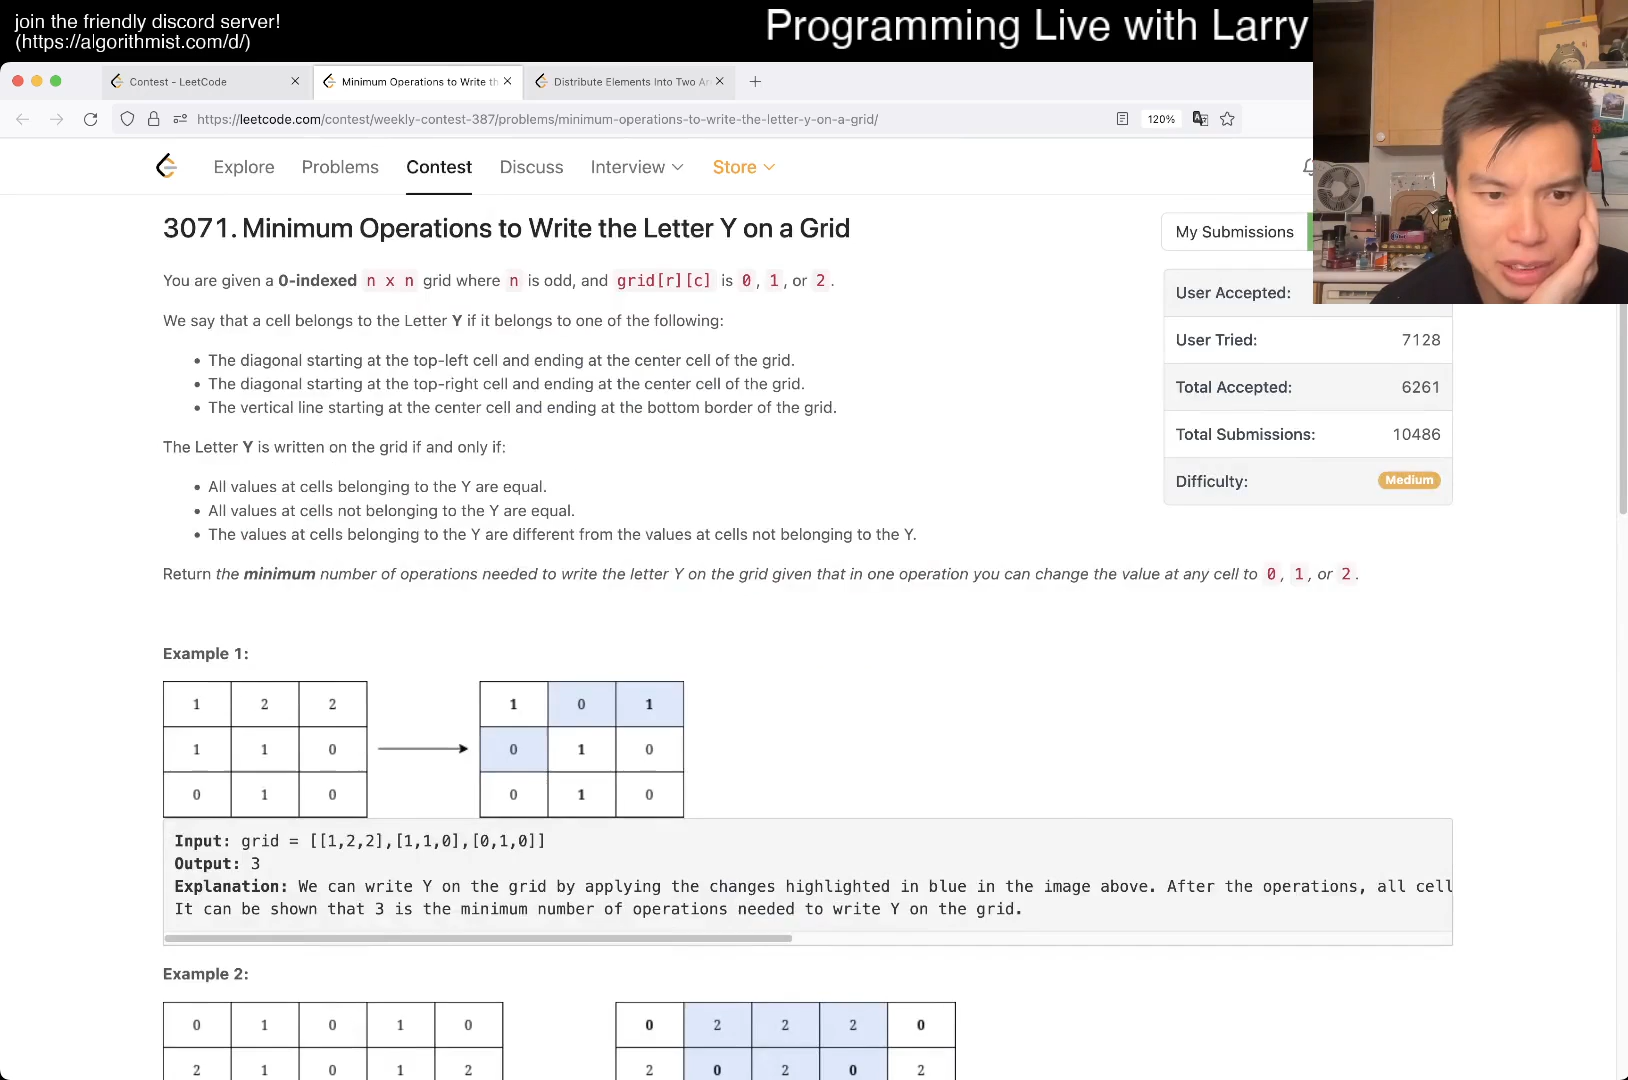 join the friendly discord server!
(https://algorithmist.com/d/)
Programming Live with Larry
Contest - LeetCode
Minimum Operations to Write th
Distribute Elements Into Two Ar
https://leetcode.com/contest/weekly-contest-387/problems/minimum-operations-to-write-the-letter-y-on-a-grid/
120%
Explore
Problems
Contest
Discuss
Interview
Store
3071. Minimum Operations to Write the Letter Y on a Grid
My Submissions
You are given a 0-indexed n x n grid where n is odd, and grid[r][c] is 0, 1, or 2.
We say that a cell belongs to the Letter Y if it belongs to one of the following:
• The diagonal starting at the top-left cell and ending at the center cell of the grid.
• The diagonal starting at the top-right cell and ending at the center cell of the grid.
• The vertical line starting at the center cell and ending at the bottom border of the grid.
The Letter Y is written on the grid if and only if:
• All values at cells belonging to the Y are equal.
• All values at cells not belonging to the Y are equal.
• The values at cells belonging to the Y are different from the values at cells not belonging to the Y.
Return the minimum number of operations needed to write the letter Y on the grid given that in one operation you can change the value at any cell to 0, 1, or 2.
User Accepted:
User Tried: 7128
Total Accepted: 6261
Total Submissions: 10486
Difficulty: Medium
Example 1:
1 2 2 1 0 1
1 1 0 0 1 0
0 1 0 0 1 0
Input: grid = [[1,2,2],[1,1,0],[0,1,0]]
Output: 3
Explanation: We can write Y on the grid by applying the changes highlighted in blue in the image above. After the operations, all cell
It can be shown that 3 is the minimum number of operations needed to write Y on the grid.
Example 2:
0 1 0 1 0 0 2 2 2 0
2 1 0 1 2 2 0 2 0 2